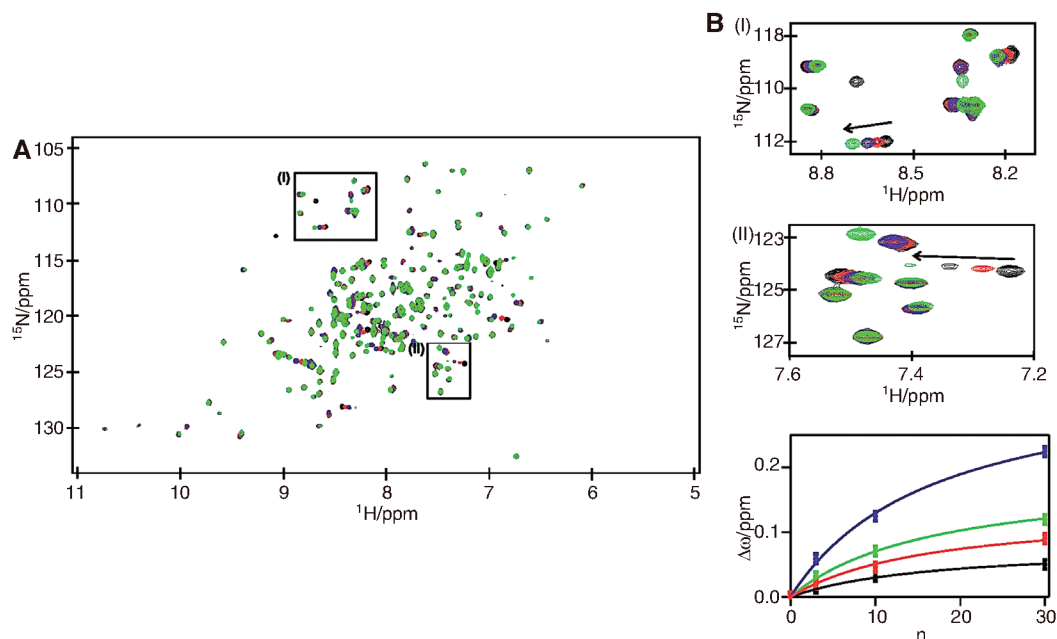 A
105
110
115
120
125
130
15N/ppm
(I)
(II)
11
10
9
8
7
6
5
1H/ppm
B
(I)
118
110
112
15N/ppm
8.8
8.5
8.2
1H/ppm
(II)
123
125
127
15N/ppm
7.6
7.4
7.2
1H/ppm
0.2
0.1
0.0
Δω/ppm
0
10
20
30
n